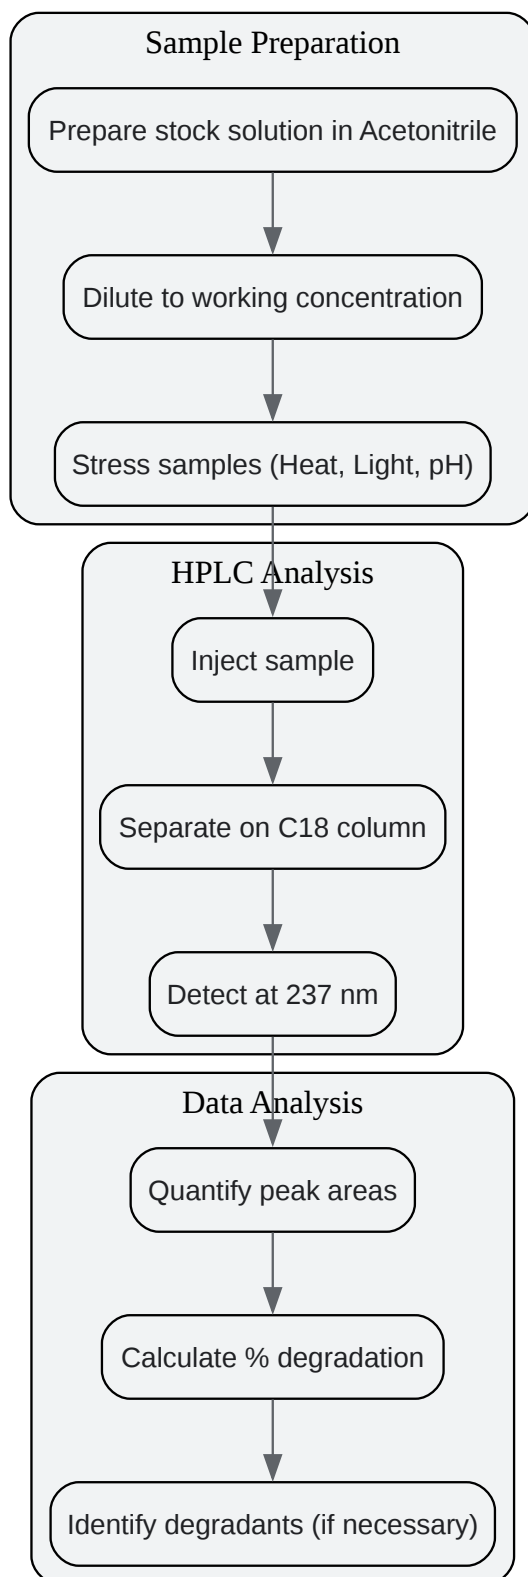 Sample Preparation
Prepare stock solution in Acetonitrile
Dilute to working concentration
Stress samples (Heat, Light, pH)
HPLC Analysis
Inject sample
Separate on C18 column
Detect at 237 nm
Data Analysis
Quantify peak areas
Calculate % degradation
Identify degradants (if necessary)